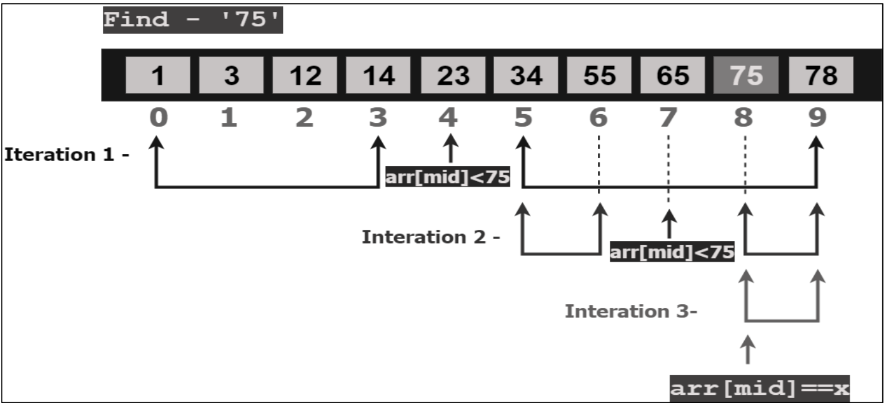 Find - '75'
1 3 12 14 23 34 55 65 75 78
0 1 2 3 4 5 6 7 8 9
Iteration 1 -
arr[mid]<75
Interation 2 -
arr[mid]<75
Interation 3-
arr[mid]==x